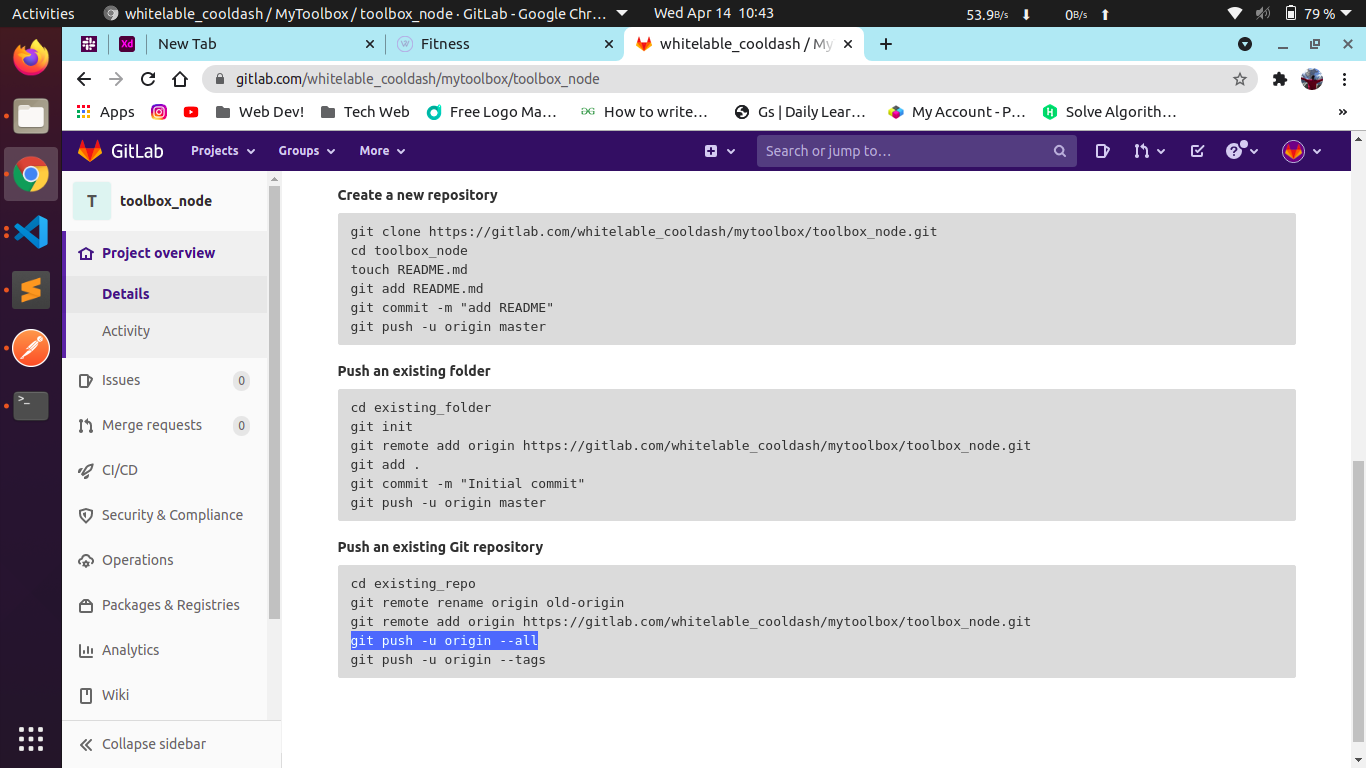 Activities
whitelable_cooldash / MyToolbox / toolbox_node · GitLab - Google Chr…
Wed Apr 14 10:43
53.9B/s
0B/s
79 %
New Tab
Fitness
whitelable_cooldash / My
gitlab.com/whitelable_cooldash/mytoolbox/toolbox_node
Apps
Web Dev!
Tech Web
Free Logo Ma…
How to write…
Gs | Daily Lear…
My Account - P…
Solve Algorith…
»
GitLab
Projects
Groups
More
Search or jump to…
T
toolbox_node
Project overview
Details
Activity
Issues
0
Merge requests
0
CI/CD
Security & Compliance
Operations
Packages & Registries
Analytics
Wiki
Collapse sidebar
Create a new repository
git clone https://gitlab.com/whitelable_cooldash/mytoolbox/toolbox_node.git
cd toolbox_node
touch README.md
git add README.md
git commit -m "add README"
git push -u origin master
Push an existing folder
cd existing_folder
git init
git remote add origin https://gitlab.com/whitelable_cooldash/mytoolbox/toolbox_node.git
git add .
git commit -m "Initial commit"
git push -u origin master
Push an existing Git repository
cd existing_repo
git remote rename origin old-origin
git remote add origin https://gitlab.com/whitelable_cooldash/mytoolbox/toolbox_node.git
git push -u origin --all
git push -u origin --tags